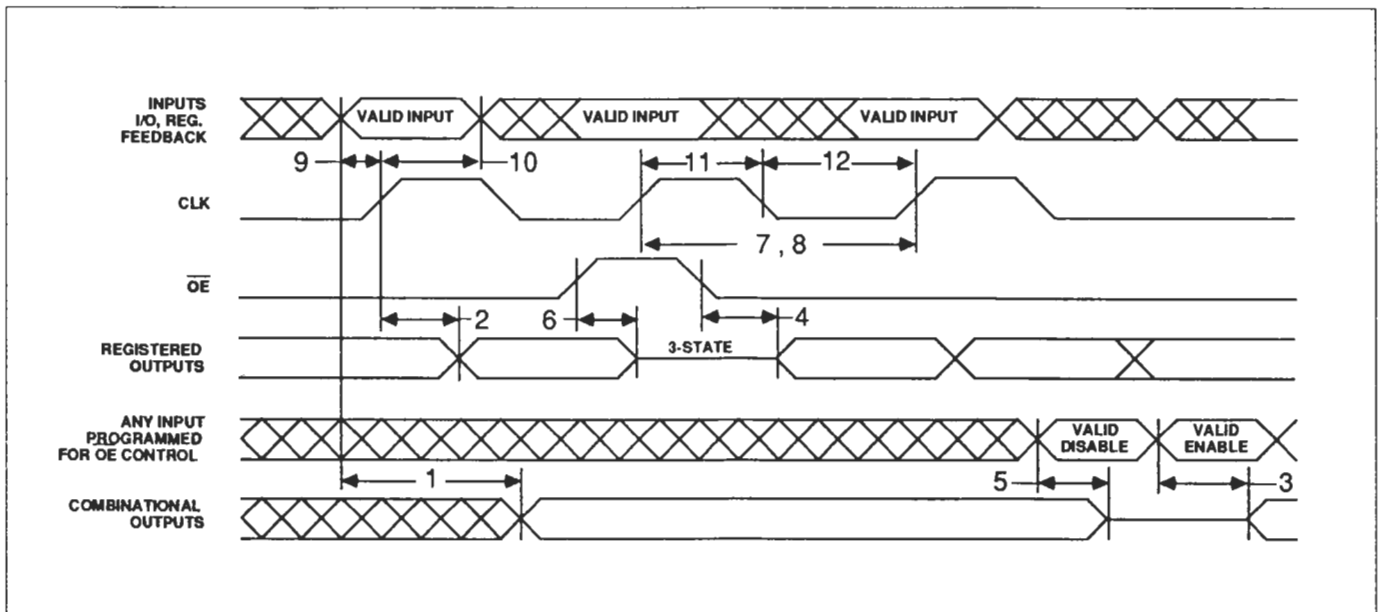 INPUTS
I/O, REG.
FEEDBACK
VALID INPUT
VALID INPUT
VALID INPUT
9
10
11
12
CLK
7 , 8
OE
2
6
4
REGISTERED
OUTPUTS
3-STATE
ANY INPUT
PROGRAMMED
FOR OE CONTROL
VALID
DISABLE
VALID
ENABLE
1
5
3
COMBINATIONAL
OUTPUTS